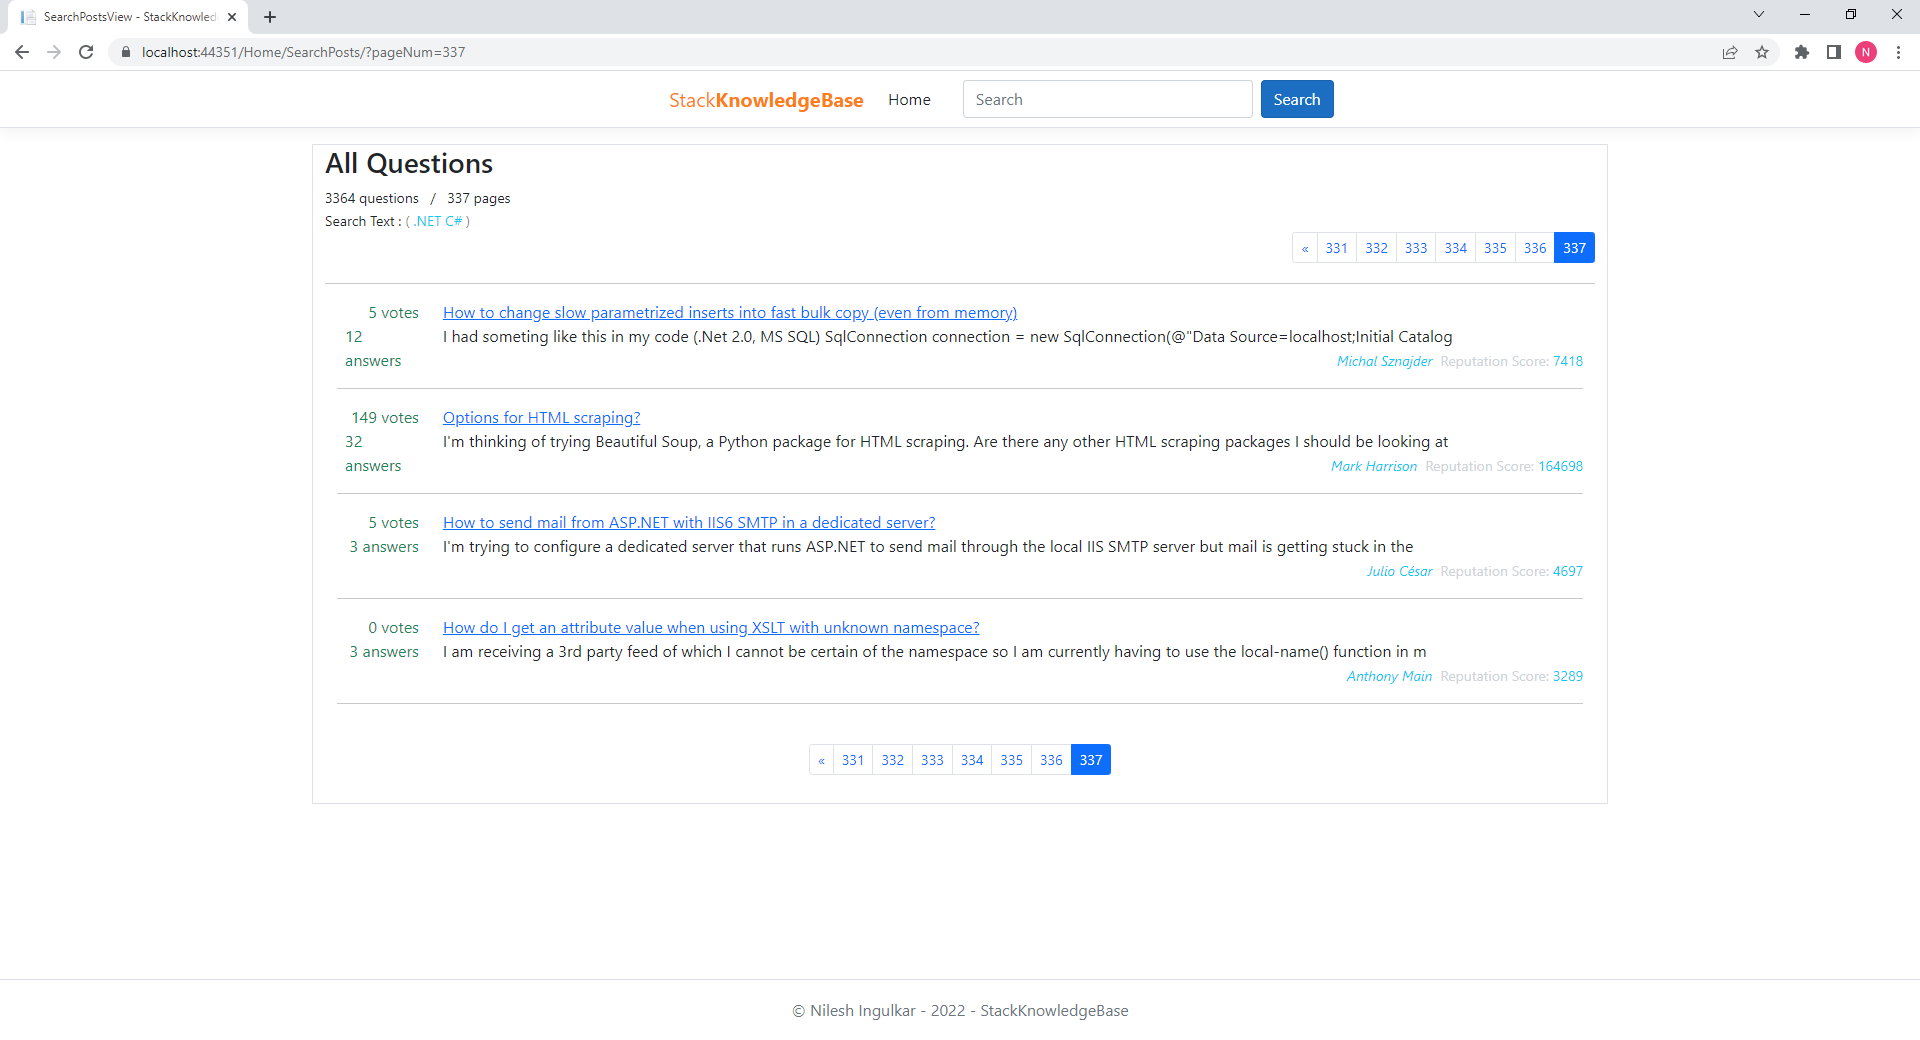 SearchPostsView - StackKnowled
localhost:44351/Home/SearchPosts/?pageNum=337
N
StackKnowledgeBase Home Search Search
All Questions
3364 questions / 337 pages
Search Text : ( .NET C# )
« 331 332 333 334 335 336 337
5 votes
12
answers
How to change slow parametrized inserts into fast bulk copy (even from memory)
I had someting like this in my code (.Net 2.0, MS SQL) SqlConnection connection = new SqlConnection(@"Data Source=localhost;Initial Catalog
Michal Sznajder Reputation Score: 7418
149 votes
32
answers
Options for HTML scraping?
I'm thinking of trying Beautiful Soup, a Python package for HTML scraping. Are there any other HTML scraping packages I should be looking at
Mark Harrison Reputation Score: 164698
5 votes
3 answers
How to send mail from ASP.NET with IIS6 SMTP in a dedicated server?
I'm trying to configure a dedicated server that runs ASP.NET to send mail through the local IIS SMTP server but mail is getting stuck in the
Julio César Reputation Score: 4697
0 votes
3 answers
How do I get an attribute value when using XSLT with unknown namespace?
I am receiving a 3rd party feed of which I cannot be certain of the namespace so I am currently having to use the local-name() function in m
Anthony Main Reputation Score: 3289
« 331 332 333 334 335 336 337
© Nilesh Ingulkar - 2022 - StackKnowledgeBase